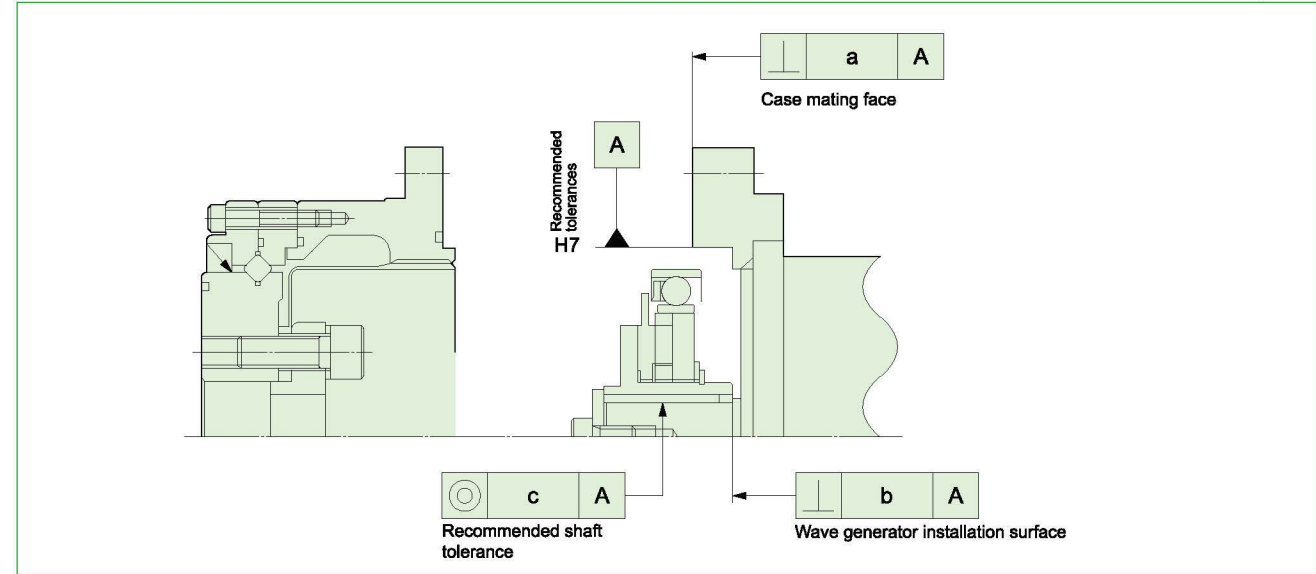 ⊥ a A
Case mating face
A
Recommended
tolerances
H7
◎ c A
Recommended shaft
tolerance
⊥ b A
Wave generator installation surface